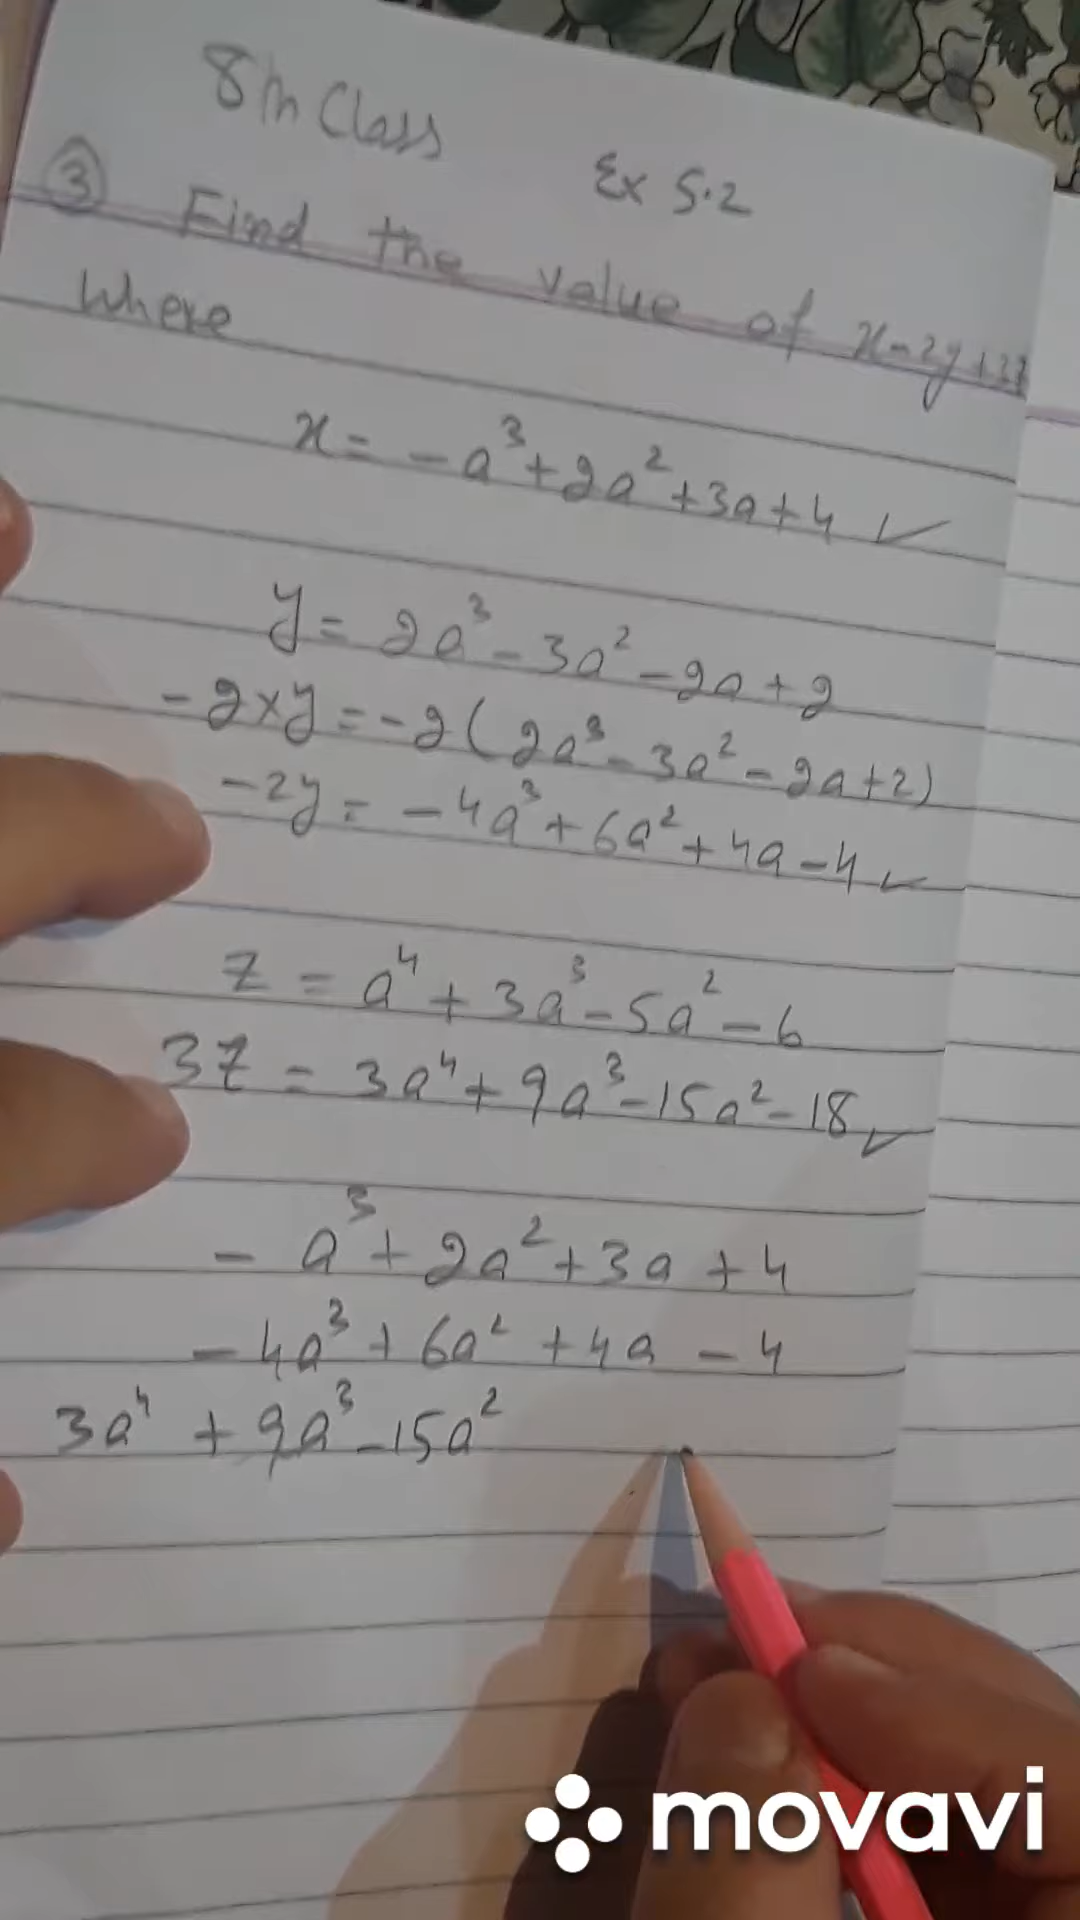 8th Class
Ex 5.2
③ Find the value of x-2y+3z
Where
x = -a³+2a²+3a+4 ✓
y = 2a³-3a²-2a+2
-2×y = -2(2a³-3a²-2a+2)
-2y = -4a³+6a²+4a-4 ✓
z = a⁴+3a³-5a²-6
3z = 3a⁴+9a³-15a²-18 ✓
- a³+2a²+3a+4
-4a³+6a²+4a-4
3a⁴+9a³-15a²
movavi